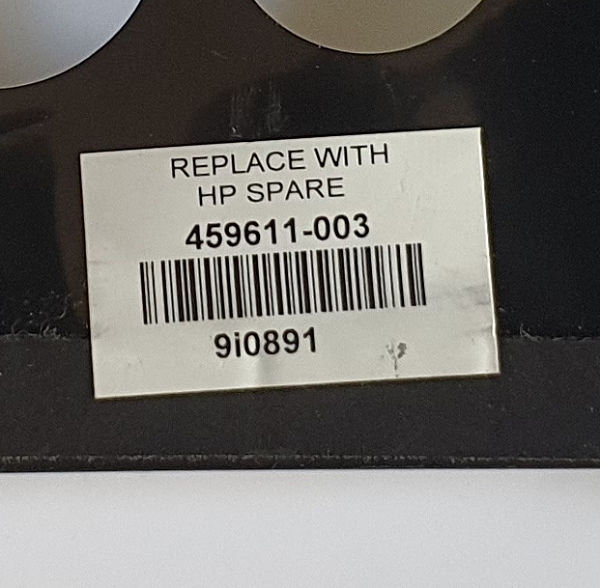 REPLACE WITH
HP SPARE
459611-003
9i0891